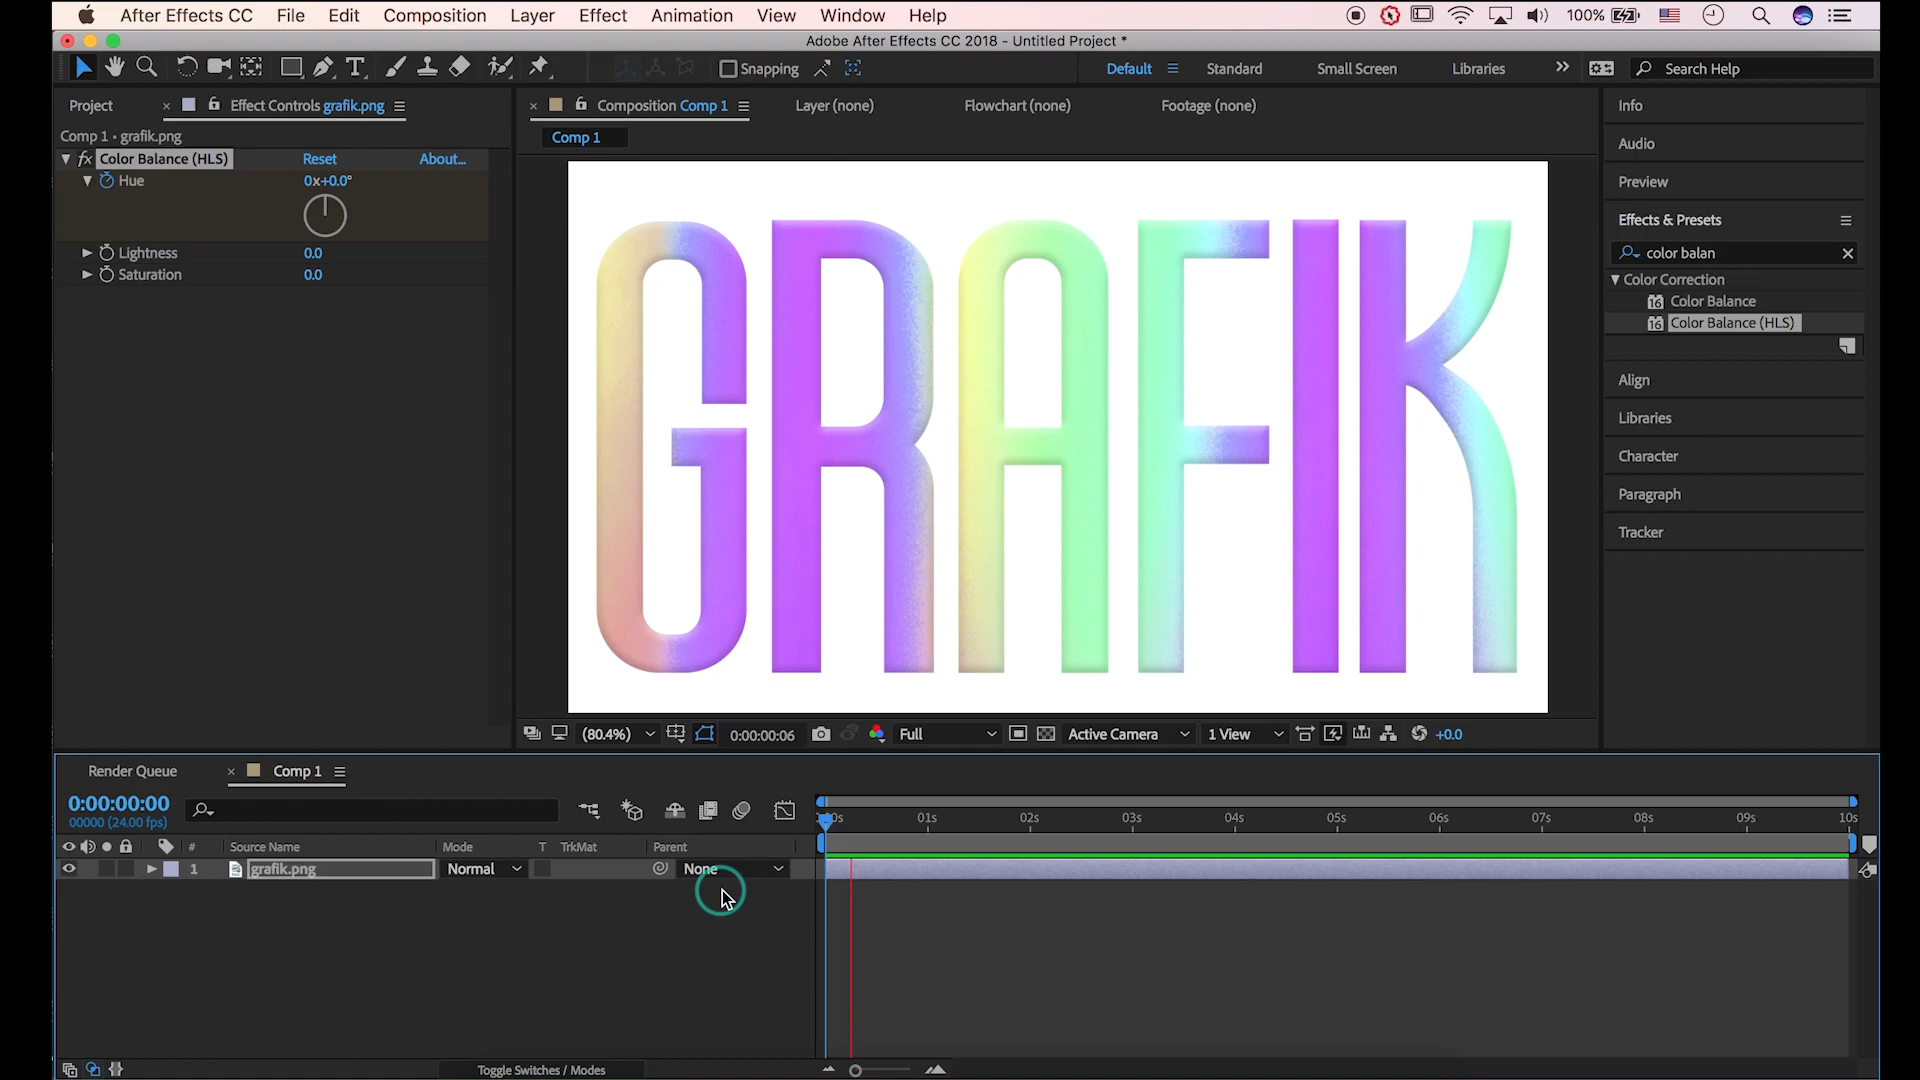 After Effects CC File Edit Composition Layer Effect Animation View Window Help 100%
Adobe After Effects CC 2018 - Untitled Project *
T Snapping Default Standard Small Screen Libraries Search Help
Project Effect Controls grafik.png Composition Comp 1 Layer (none) Flowchart (none) Footage (none) Info
Comp 1 • grafik.png
Comp 1
fx Color Balance (HLS) Reset About...
Hue 0x+0.0°
Lightness 0.0
Saturation 0.0
GRAFIK
Audio
Preview
Effects & Presets
color balan
Color Correction
16 Color Balance
16 Color Balance (HLS)
Align
Libraries
Character
Paragraph
Tracker
(80.4%) 0:00:00:06 Full Active Camera 1 View +0.0
Render Queue Comp 1
0:00:00:00
00000 (24.00 fps)
01s 02s 03s 04s 05s 06s 07s 08s 09s 10s
# Source Name Mode T TrkMat Parent
1 grafik.png Normal None
Toggle Switches / Modes